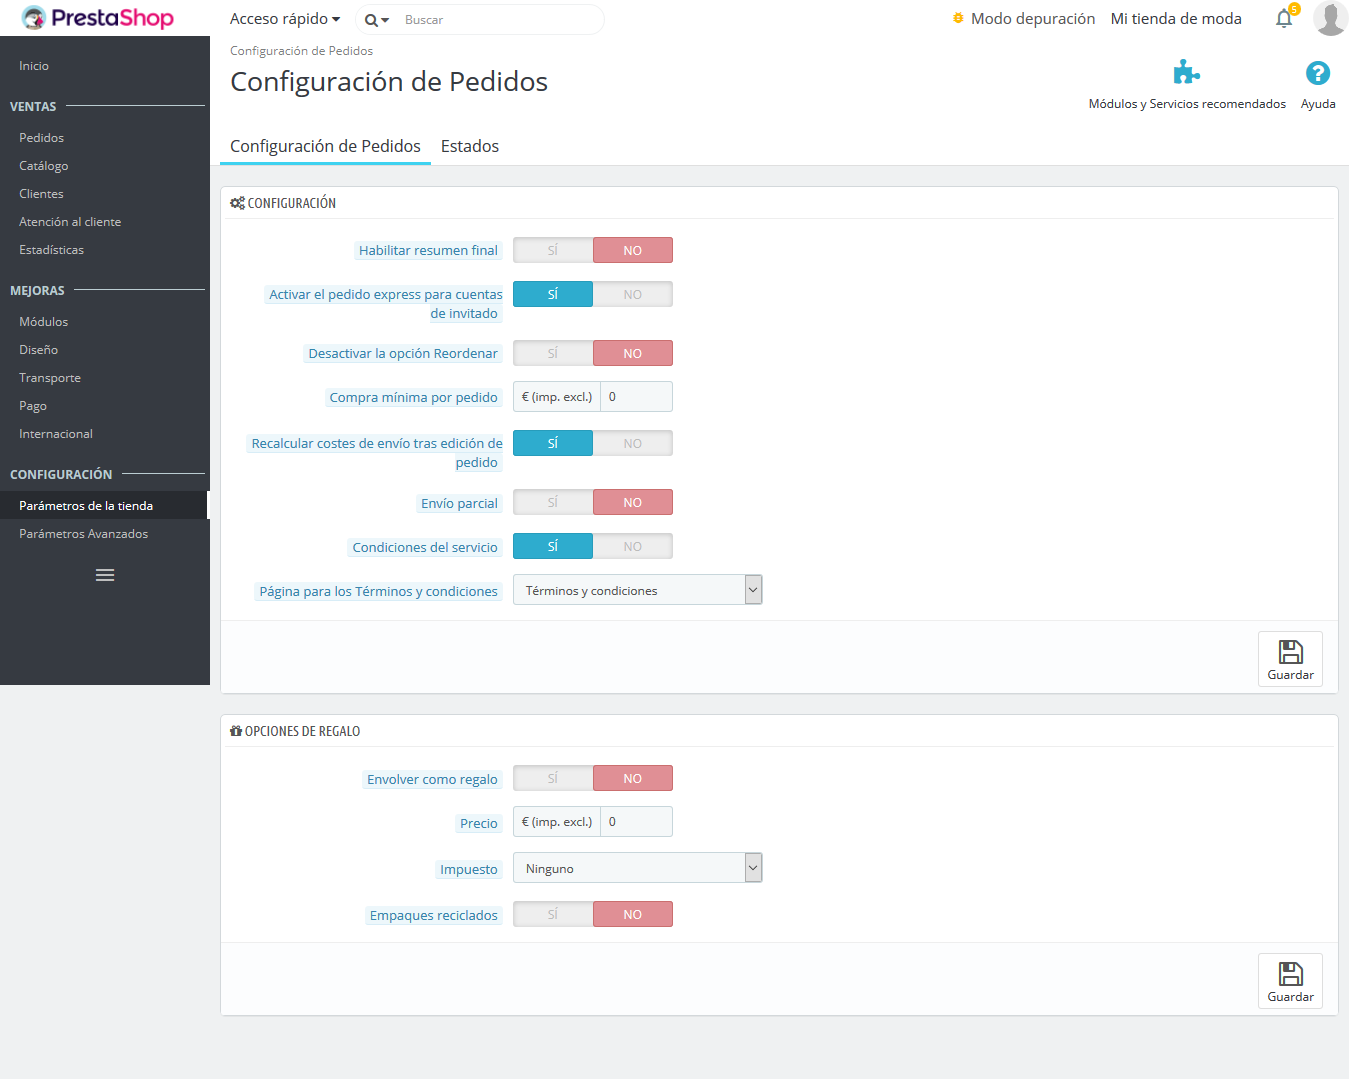 PrestaShop
Acceso rápido
Buscar
Modo depuración
Mi tienda de moda
5
Inicio
VENTAS
Pedidos
Catálogo
Clientes
Atención al cliente
Estadísticas
MEJORAS
Módulos
Diseño
Transporte
Pago
Internacional
CONFIGURACIÓN
Parámetros de la tienda
Parámetros Avanzados
Configuración de Pedidos
Configuración de Pedidos
Módulos y Servicios recomendados
Ayuda
Configuración de Pedidos
Estados
CONFIGURACIÓN
Habilitar resumen final
SÍ NO
Activar el pedido express para cuentas
de invitado
SÍ NO
Desactivar la opción Reordenar
SÍ NO
Compra mínima por pedido
€ (imp. excl.) 0
Recalcular costes de envío tras edición de
pedido
SÍ NO
Envío parcial
SÍ NO
Condiciones del servicio
SÍ NO
Página para los Términos y condiciones
Términos y condiciones
Guardar
OPCIONES DE REGALO
Envolver como regalo
SÍ NO
Precio
€ (imp. excl.) 0
Impuesto
Ninguno
Empaques reciclados
SÍ NO
Guardar